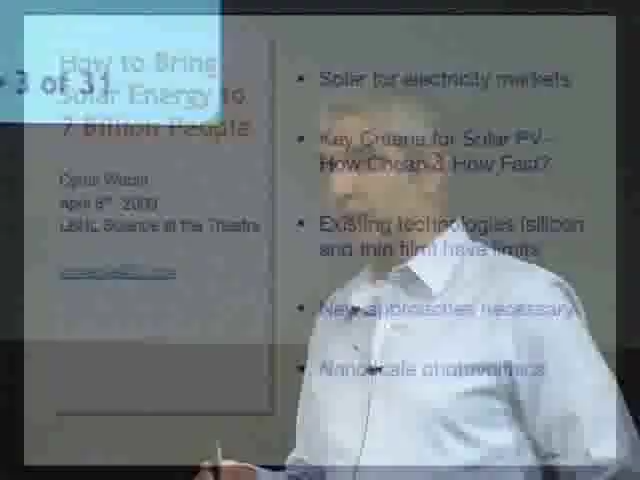 3 of 31
How to Bring
Solar Energy to
7 Billion People
Cyrus Wadia
April 6th, 2009
LBNL Science at the Theatre
• Solar for electricity markets
• Key Criteria for Solar PV–
How Cheap & How Fast?
• Existing technologies (silicon
and thin film) have limits
• New approaches necessary
• Nanoscale photovoltaics